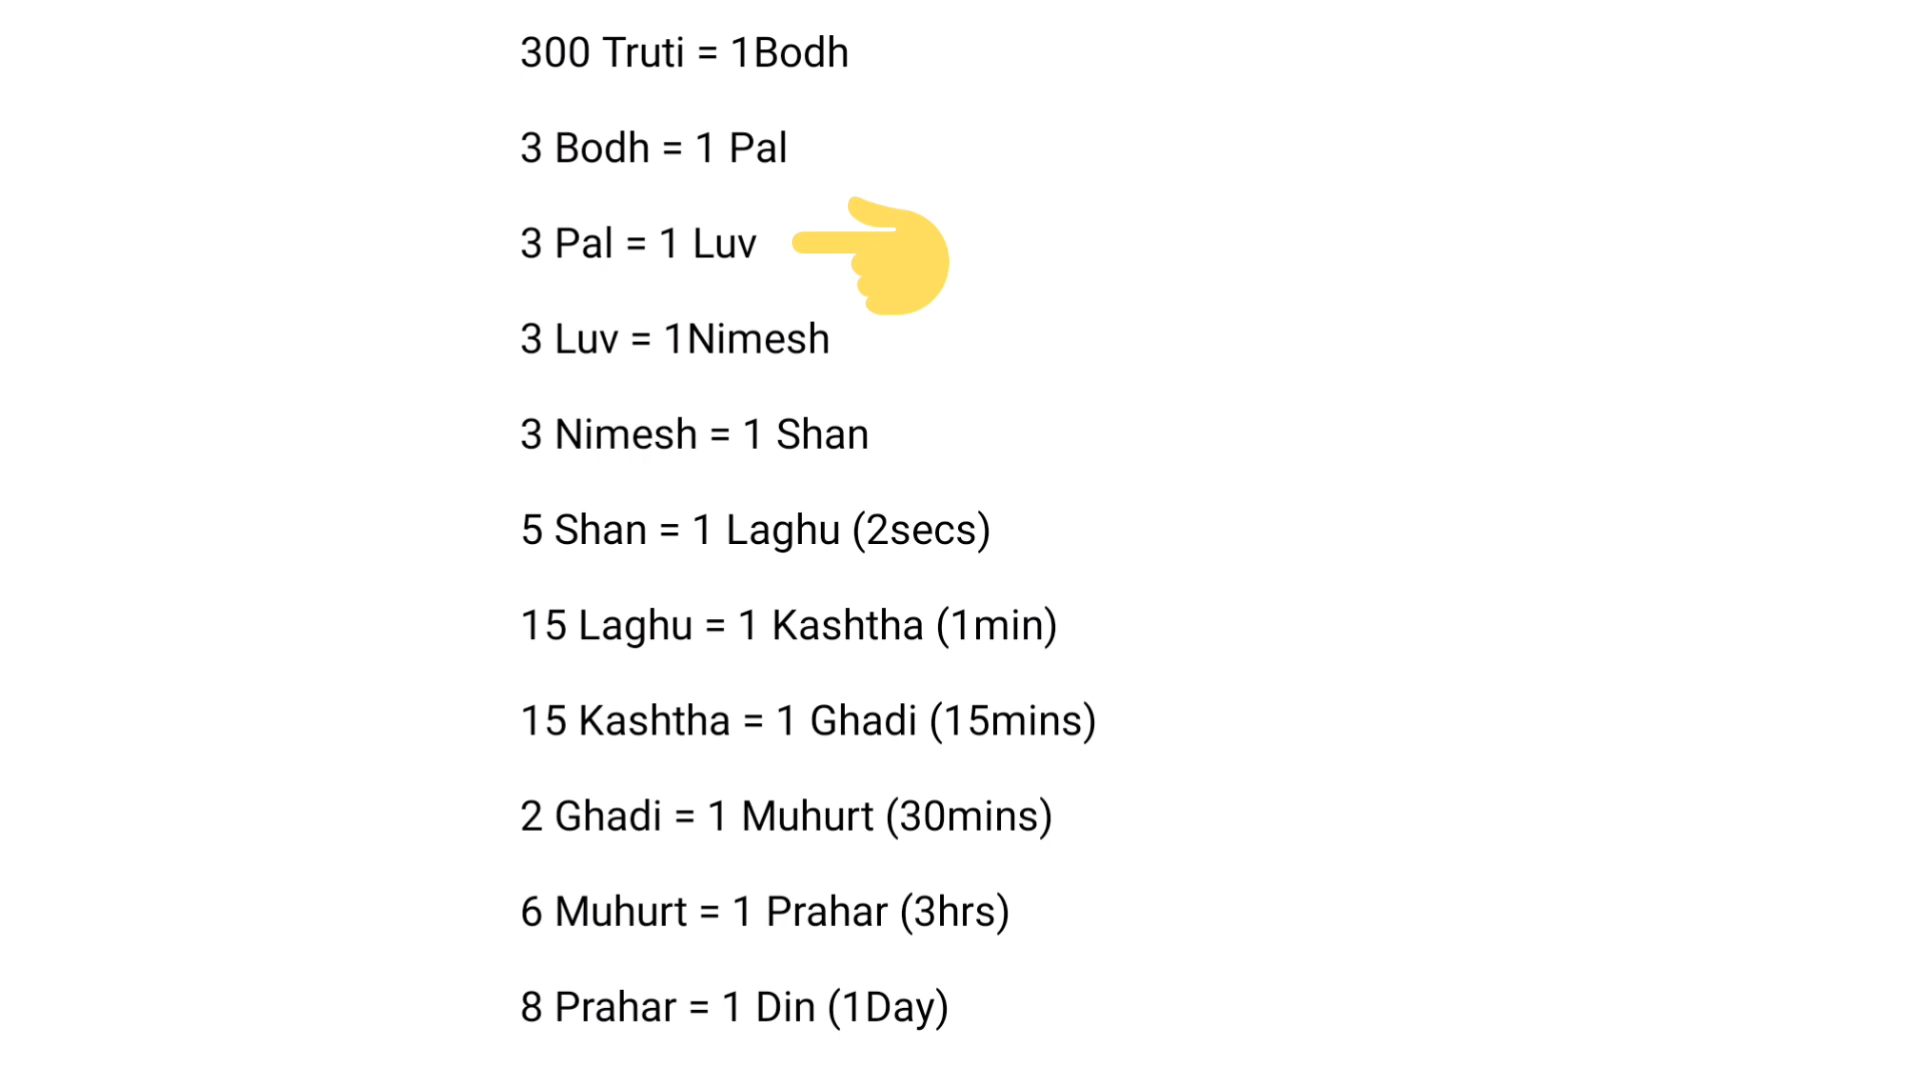 300 Truti = 1Bodh
3 Bodh = 1 Pal
3 Pal = 1 Luv
3 Luv = 1Nimesh
3 Nimesh = 1 Shan
5 Shan = 1 Laghu (2secs)
15 Laghu = 1 Kashtha (1min)
15 Kashtha = 1 Ghadi (15mins)
2 Ghadi = 1 Muhurt (30mins)
6 Muhurt = 1 Prahar (3hrs)
8 Prahar = 1 Din (1Day)